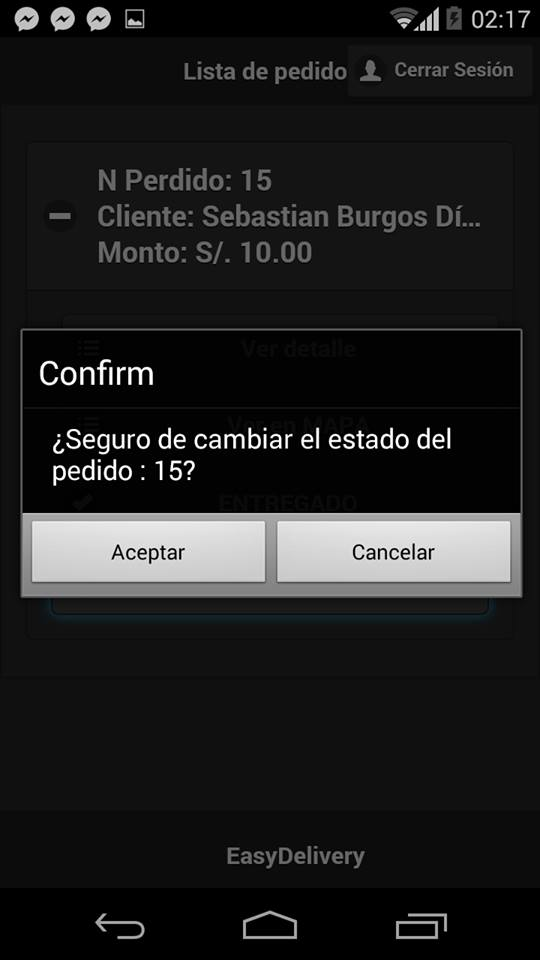 02:17
Lista de pedido
Cerrar Sesión
N Perdido: 15
Cliente: Sebastian Burgos Dí...
Monto: S/. 10.00
Ver detalle
Confirm
Ver en MAPA
¿Seguro de cambiar el estado del
pedido : 15?
ENTREGADO
Aceptar
Cancelar
EasyDelivery